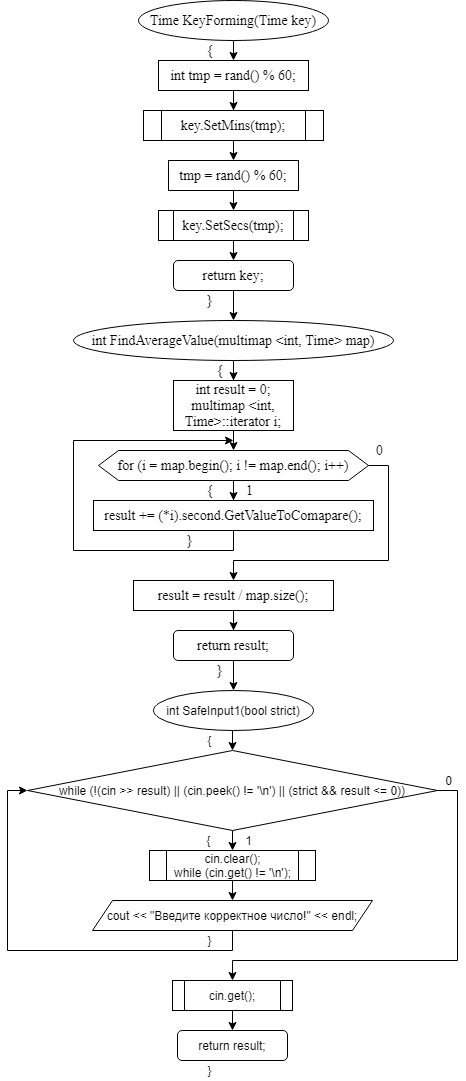 Time KeyForming(Time key)
{
int tmp = rand() % 60;
key.SetMins(tmp);
tmp = rand() % 60;
key.SetSecs(tmp);
return key;
}
int FindAverageValue(multimap <int, Time> map)
{
int result = 0;
multimap <int,
Time>::iterator i;
0
for (i = map.begin(); i != map.end(); i++)
{ 1
result += (*i).second.GetValueToComapare();
}
result = result / map.size();
return result;
}
int SafeInput1(bool strict)
{
0
while (!(cin >> result) || (cin.peek() != '\n') || (strict && result <= 0))
{ 1
cin.clear();
while (cin.get() != '\n');
cout << "Введите корректное число!" << endl;
}
cin.get();
return result;
}